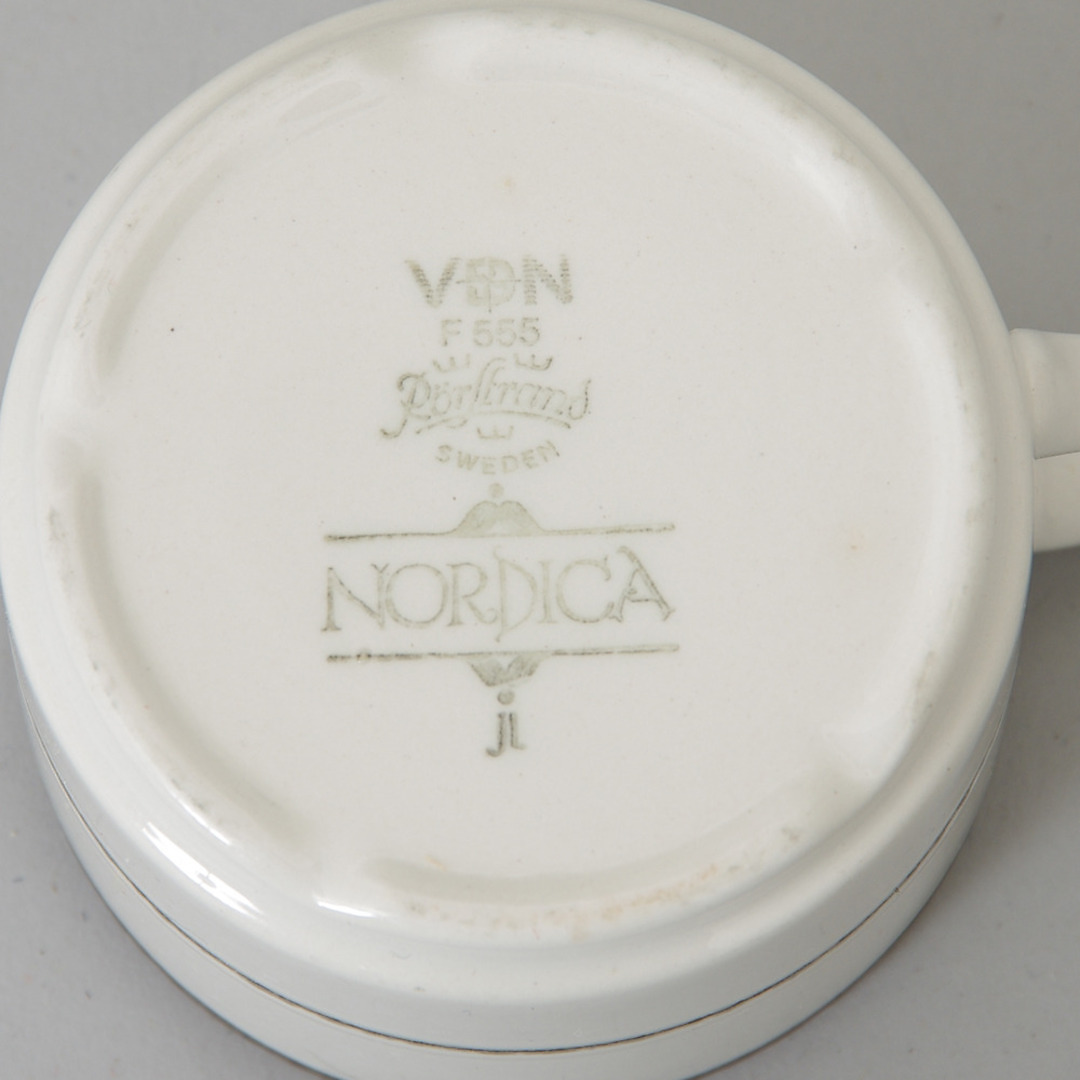 VDN
F 555
Rörstrand
SWEDEN
NORDICA
jl